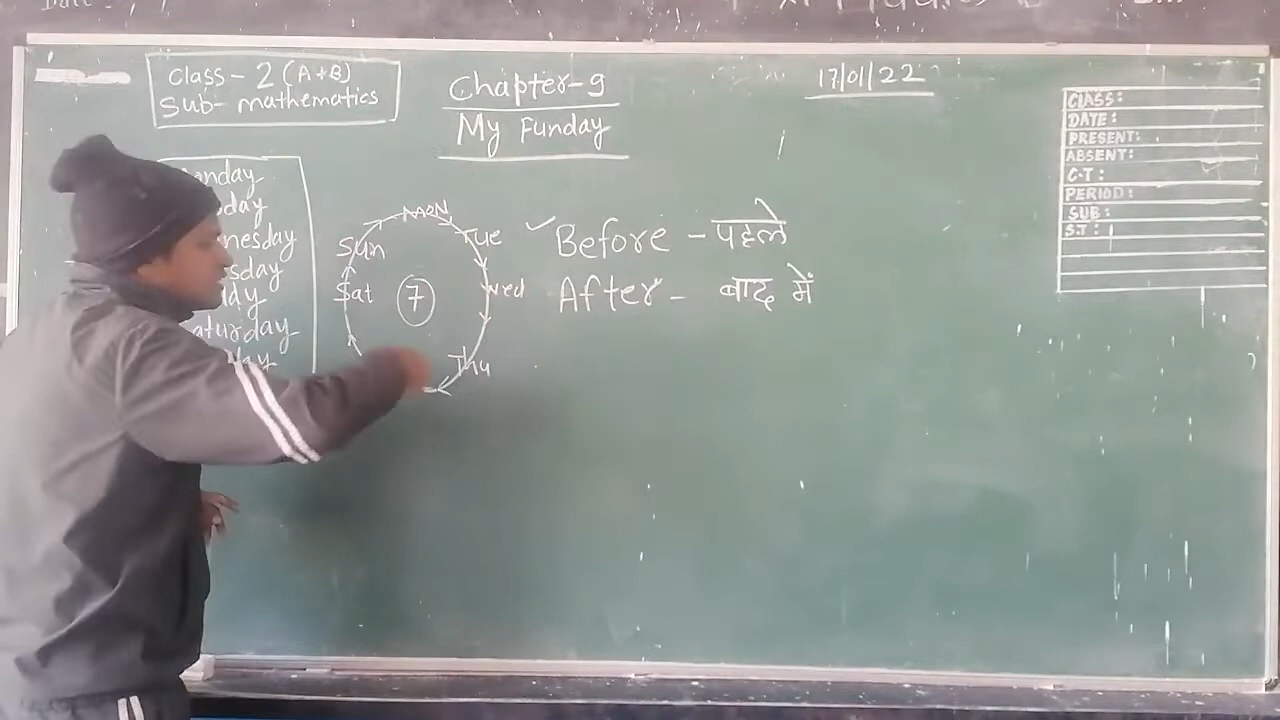 Class - 2 (A+B)
Sub- mathematics
Chapter-9
My Funday
17/01/22
CLASS:
DATE:
PRESENT:
ABSENT:
C.T:
PERIOD:
SUB:
S.T:
MON
Tue
Wed
Thu
Sat
Sun
7
Before - पहले
After - बाद में